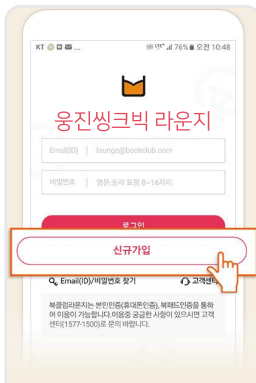 KT
76% 오전 10:48
웅진씽크빅 라운지
Email(ID) | lounge@bookclub.com
비밀번호 | 영문,숫자 포함 8~16자리
로그인
신규가입
Email(ID)/비밀번호 찾기
고객센터
북클럽라운지는 본인인증(휴대폰인증), 북패드인증을 통하
여 이용이 가능합니다.이용중 궁금한 사항이 있으시면 고객
센터(1577-1500)로 문의 바랍니다.